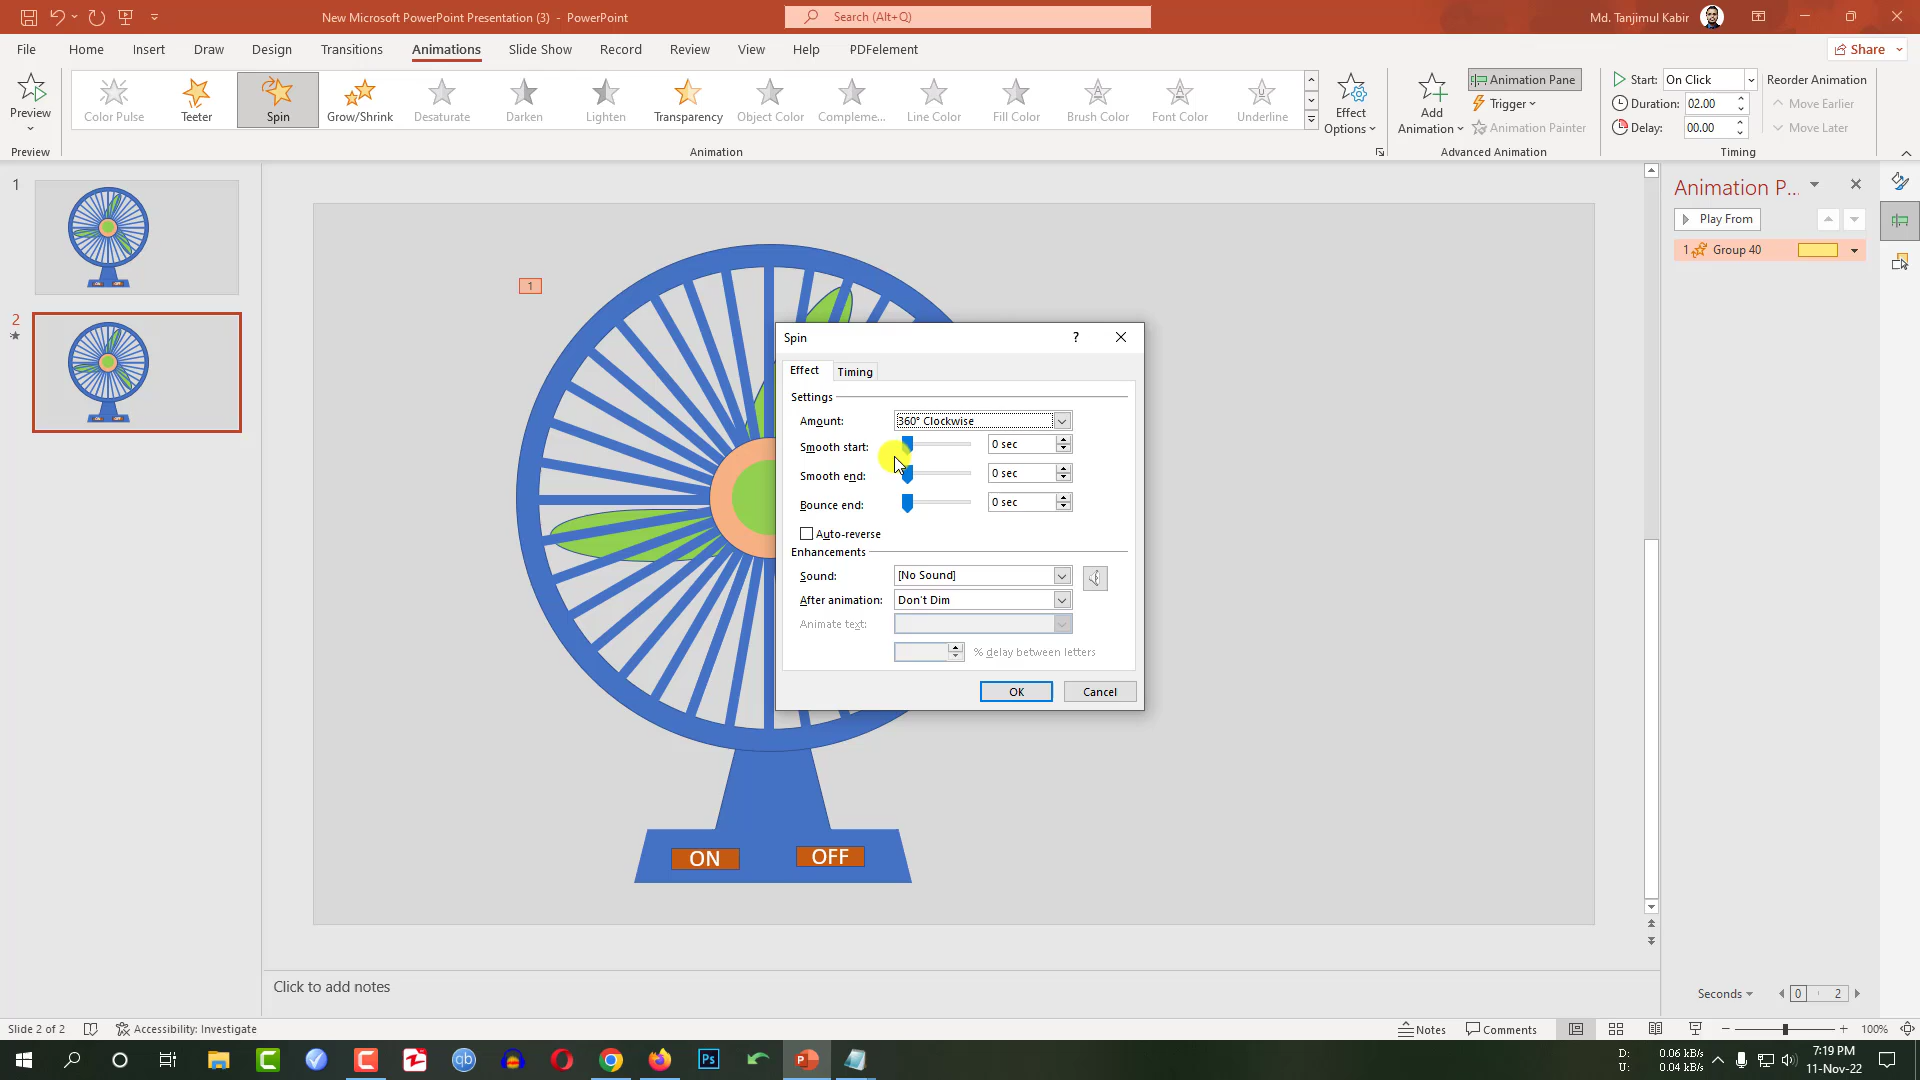 New Microsoft PowerPoint Presentation (3) - PowerPoint
Search (Alt+Q)
Md. Tanjimul Kabir
File Home Insert Draw Design Transitions Animations Slide Show Record Review View Help PDFelement
Share
Preview
Color Pulse Teeter Spin Grow/Shrink Desaturate Darken Lighten Transparency Object Color Compleme... Line Color Fill Color Brush Color Font Color Underline
Effect Options
Add Animation
Animation Pane
Trigger
Animation Painter
Start: On Click
Duration: 02.00
Delay: 00.00
Reorder Animation
Move Earlier
Move Later
Preview
Animation
Advanced Animation
Timing
1
2
1
Spin
?
Effect
Timing
Settings
Amount: 360° Clockwise
Smooth start: 0 sec
Smooth end: 0 sec
Bounce end: 0 sec
Auto-reverse
Enhancements
Sound: [No Sound]
After animation: Don't Dim
Animate text:
% delay between letters
OK
Cancel
ON
OFF
Animation P...
Play From
1 Group 40
Seconds
0
2
Click to add notes
Slide 2 of 2
Accessibility: Investigate
Notes
Comments
100%
qb
Ps
D: 0.06 kB/s
U: 0.04 kB/s
7:19 PM
11-Nov-22